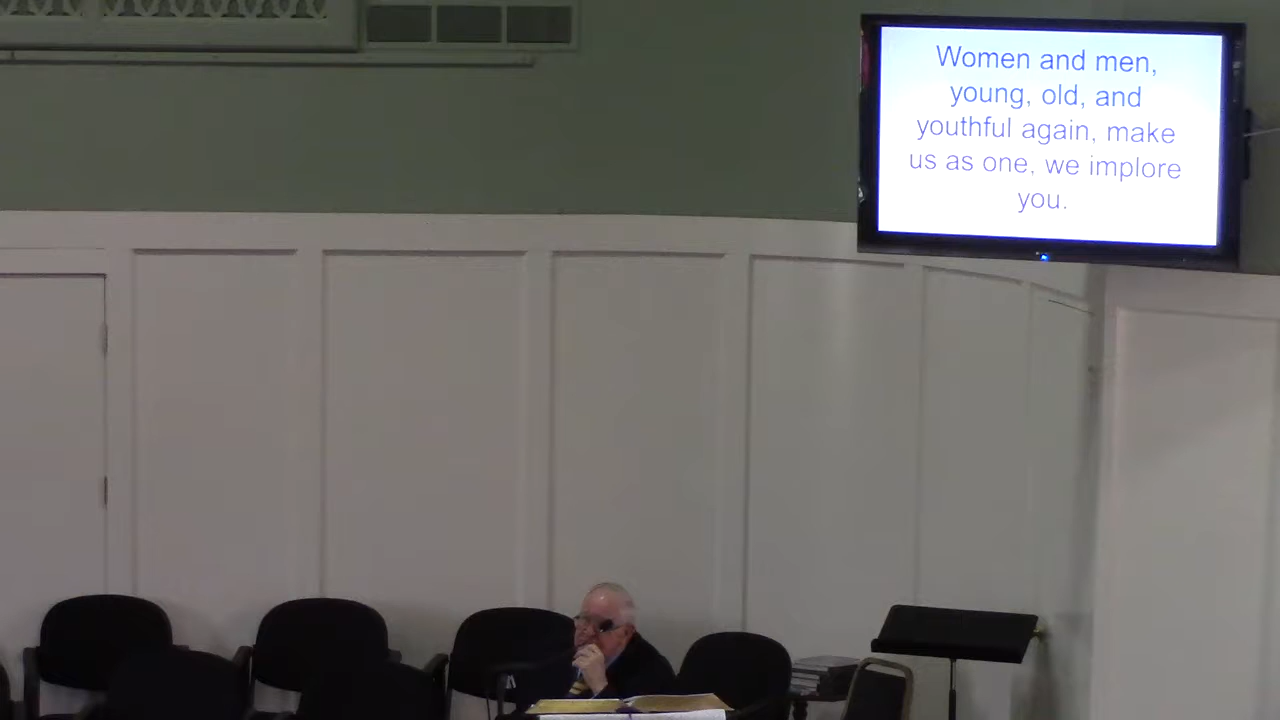 Women and men,
young, old, and
youthful again, make
us as one, we implore
you.